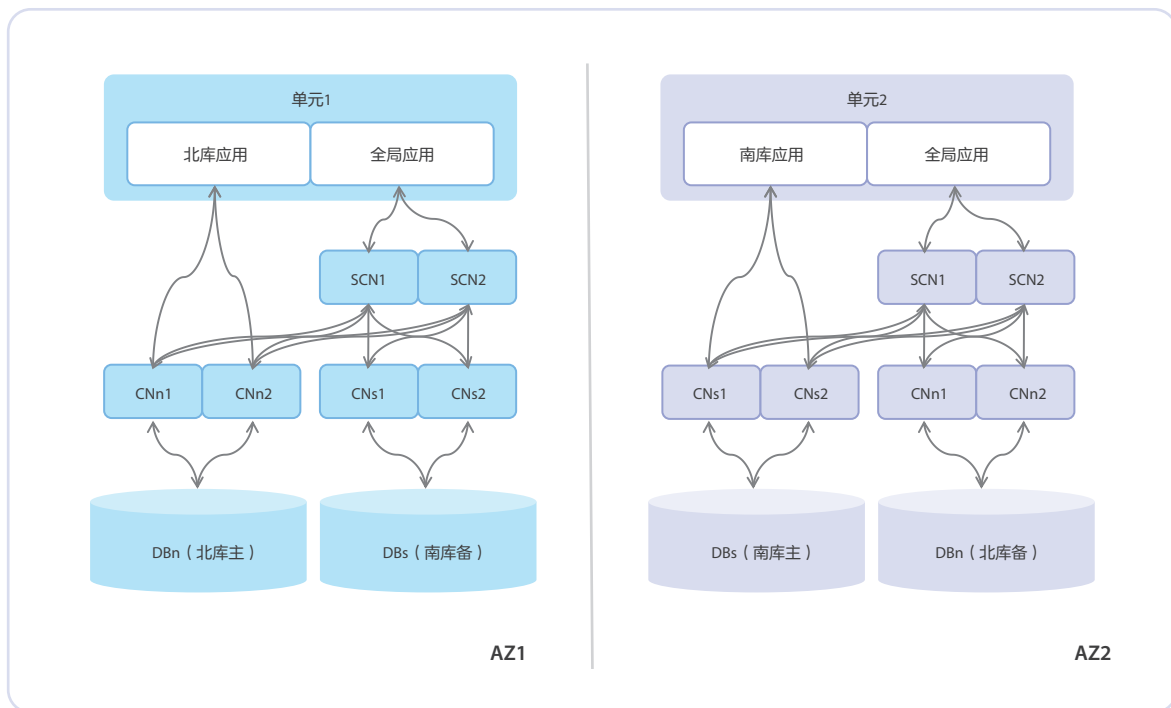 单元1
单元2
北库应用
全局应用
南库应用
全局应用
SCN1
SCN2
SCN1
SCN2
CNn1
CNn2
CNs1
CNs2
CNs1
CNs2
CNn1
CNn2
DBn（北库主）
DBs（南库备）
DBs（南库主）
DBn（北库备）
AZ1
AZ2